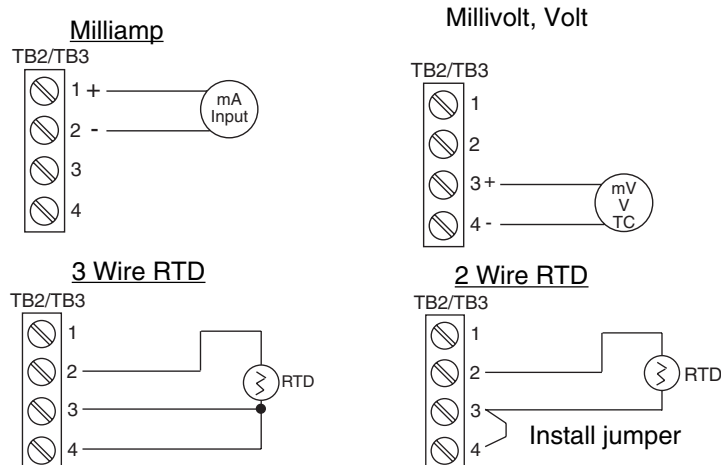 Milliamp
TB2/TB3
1 +
mA
Input
2 -
3
4
Millivolt, Volt
TB2/TB3
1
2
3 +
4 -
mV
V
TC
3 Wire RTD
TB2/TB3
1
2
RTD
3
4
2 Wire RTD
TB2/TB3
1
2
RTD
3
4
Install jumper